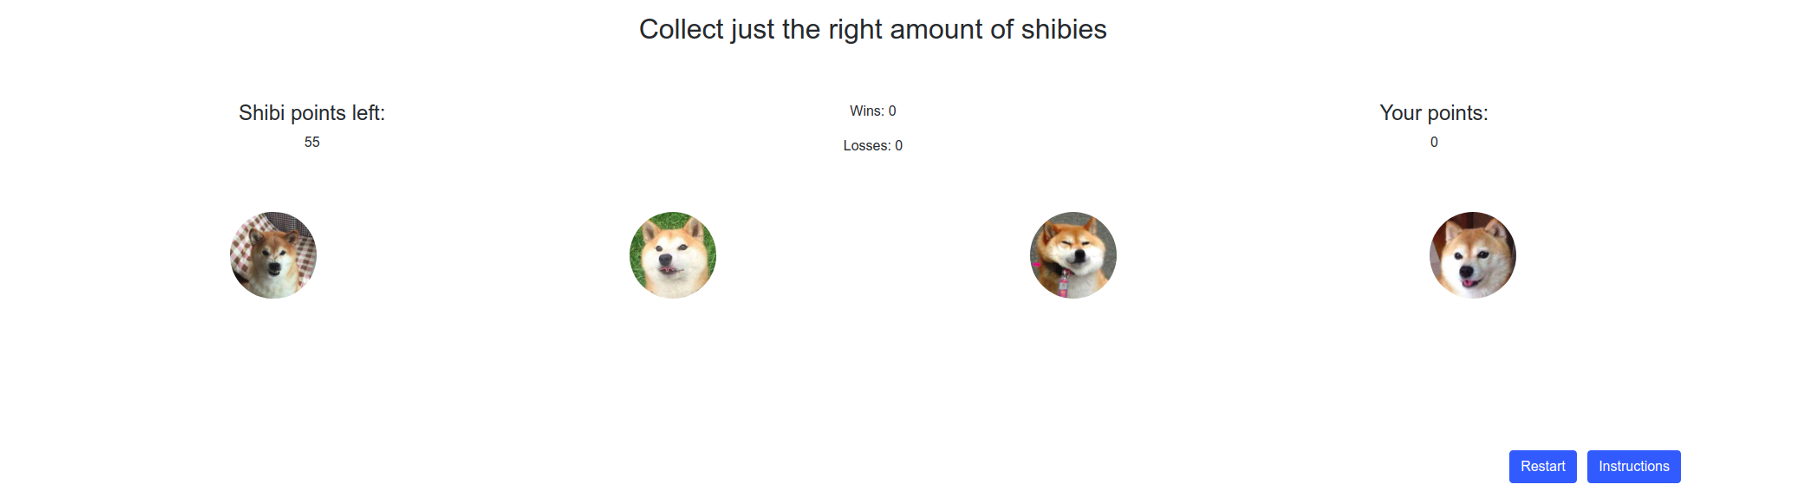 Collect just the right amount of shibies
Shibi points left:
55
Wins: 0
Losses: 0
Your points:
0
Restart
Instructions